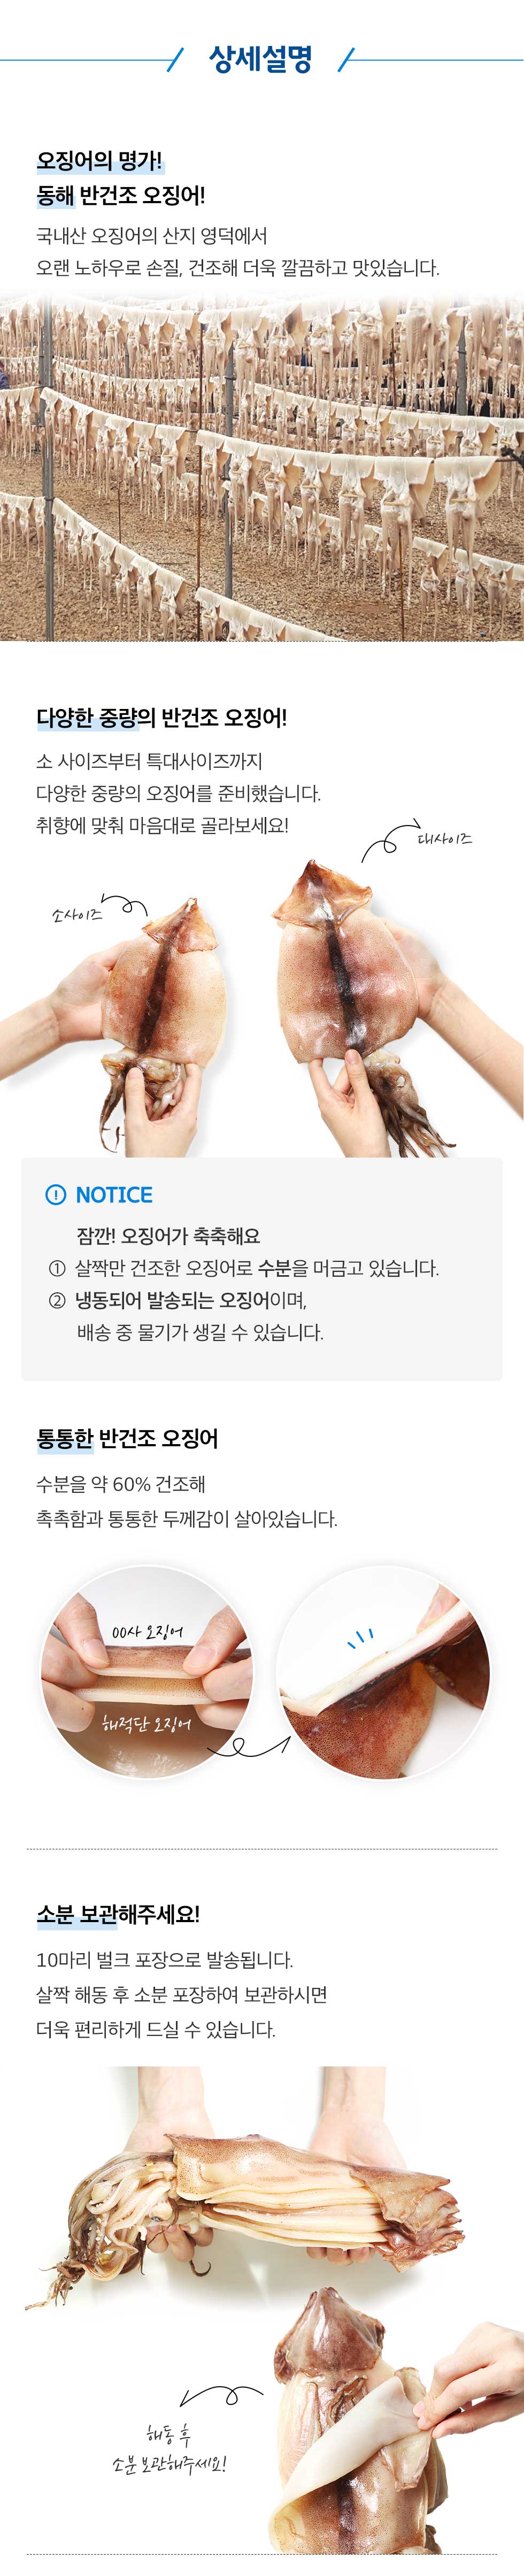 상세설명
오징어의 명가!
동해 반건조 오징어!
국내산 오징어의 산지 영덕에서
오랜 노하우로 손질, 건조해 더욱 깔끔하고 맛있습니다.
다양한 중량의 반건조 오징어!
소 사이즈부터 특대사이즈까지
다양한 중량의 오징어를 준비했습니다.
취향에 맞춰 마음대로 골라보세요!
대사이즈
소사이즈
! NOTICE
잠깐! 오징어가 축축해요
① 살짝만 건조한 오징어로 수분을 머금고 있습니다.
② 냉동되어 발송되는 오징어이며,
배송 중 물기가 생길 수 있습니다.
통통한 반건조 오징어
수분을 약 60% 건조해
촉촉함과 통통한 두께감이 살아있습니다.
00사 오징어
해적단 오징어
소분 보관해주세요!
10마리 벌크 포장으로 발송됩니다.
살짝 해동 후 소분 포장하여 보관하시면
더욱 편리하게 드실 수 있습니다.
해동 후
소분 보관해주세요!